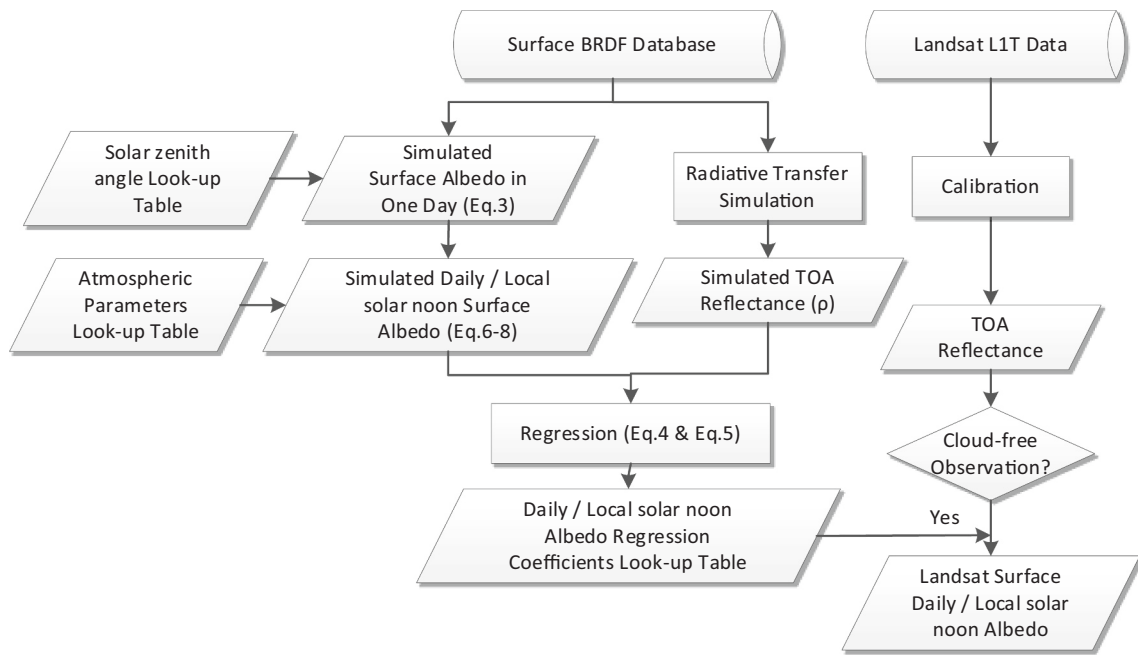 Surface BRDF Database
Landsat L1T Data
Solar zenith
angle Look-up
Table
Simulated
Surface Albedo in
One Day (Eq.3)
Radiative Transfer
Simulation
Calibration
Atmospheric
Parameters
Look-up Table
Simulated Daily / Local
solar noon Surface
Albedo (Eq.6-8)
Simulated TOA
Reflectance (ρ)
TOA
Reflectance
Regression (Eq.4 & Eq.5)
Cloud-free
Observation?
Daily / Local solar noon
Albedo Regression
Coefficients Look-up Table
Yes
Landsat Surface
Daily / Local solar
noon Albedo